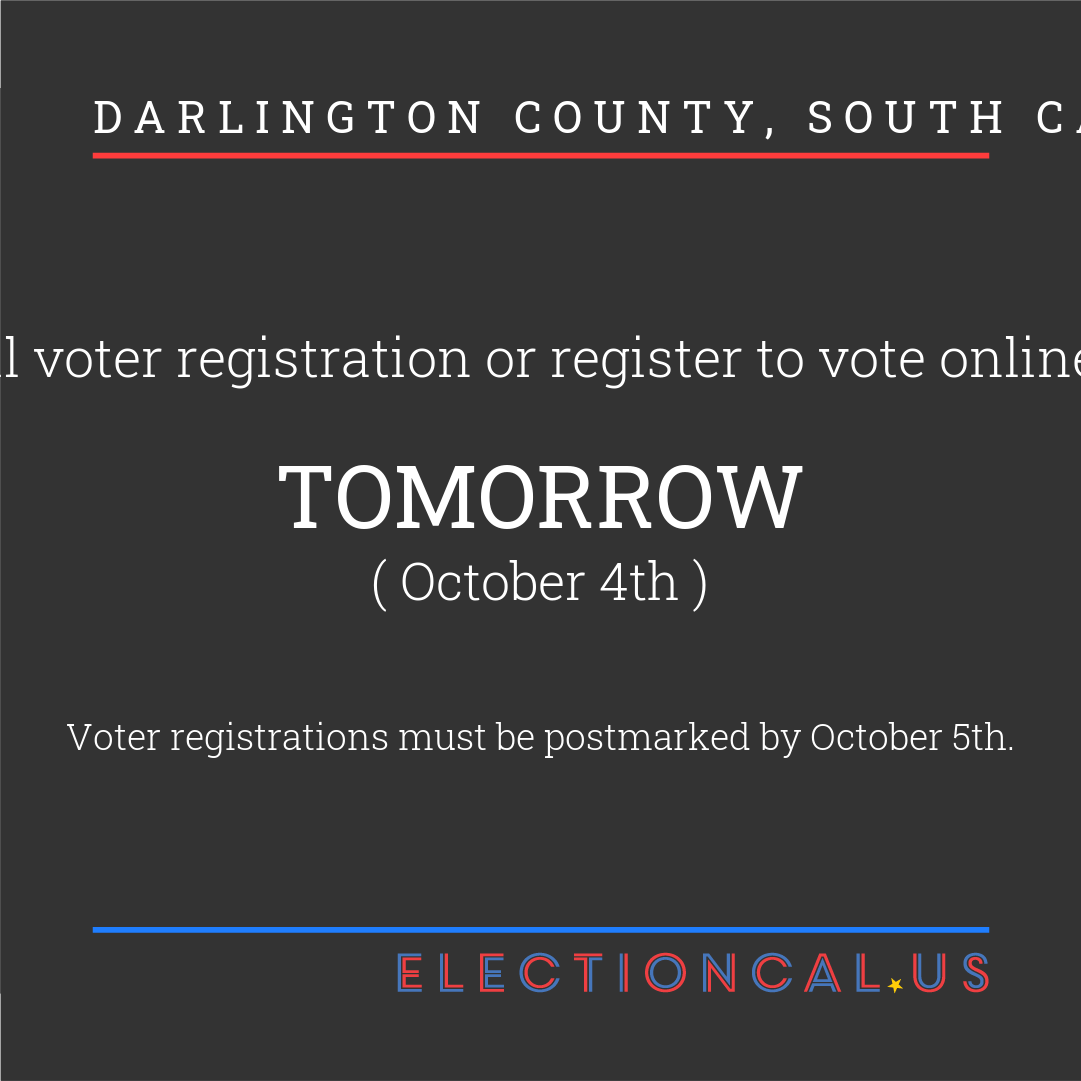 DARLINGTON COUNTY, SOUTH
voter registration or register to vote online
TOMORROW
( October 4th )
Voter registrations must be postmarked by October 5th.
ELECTIONCAL.US